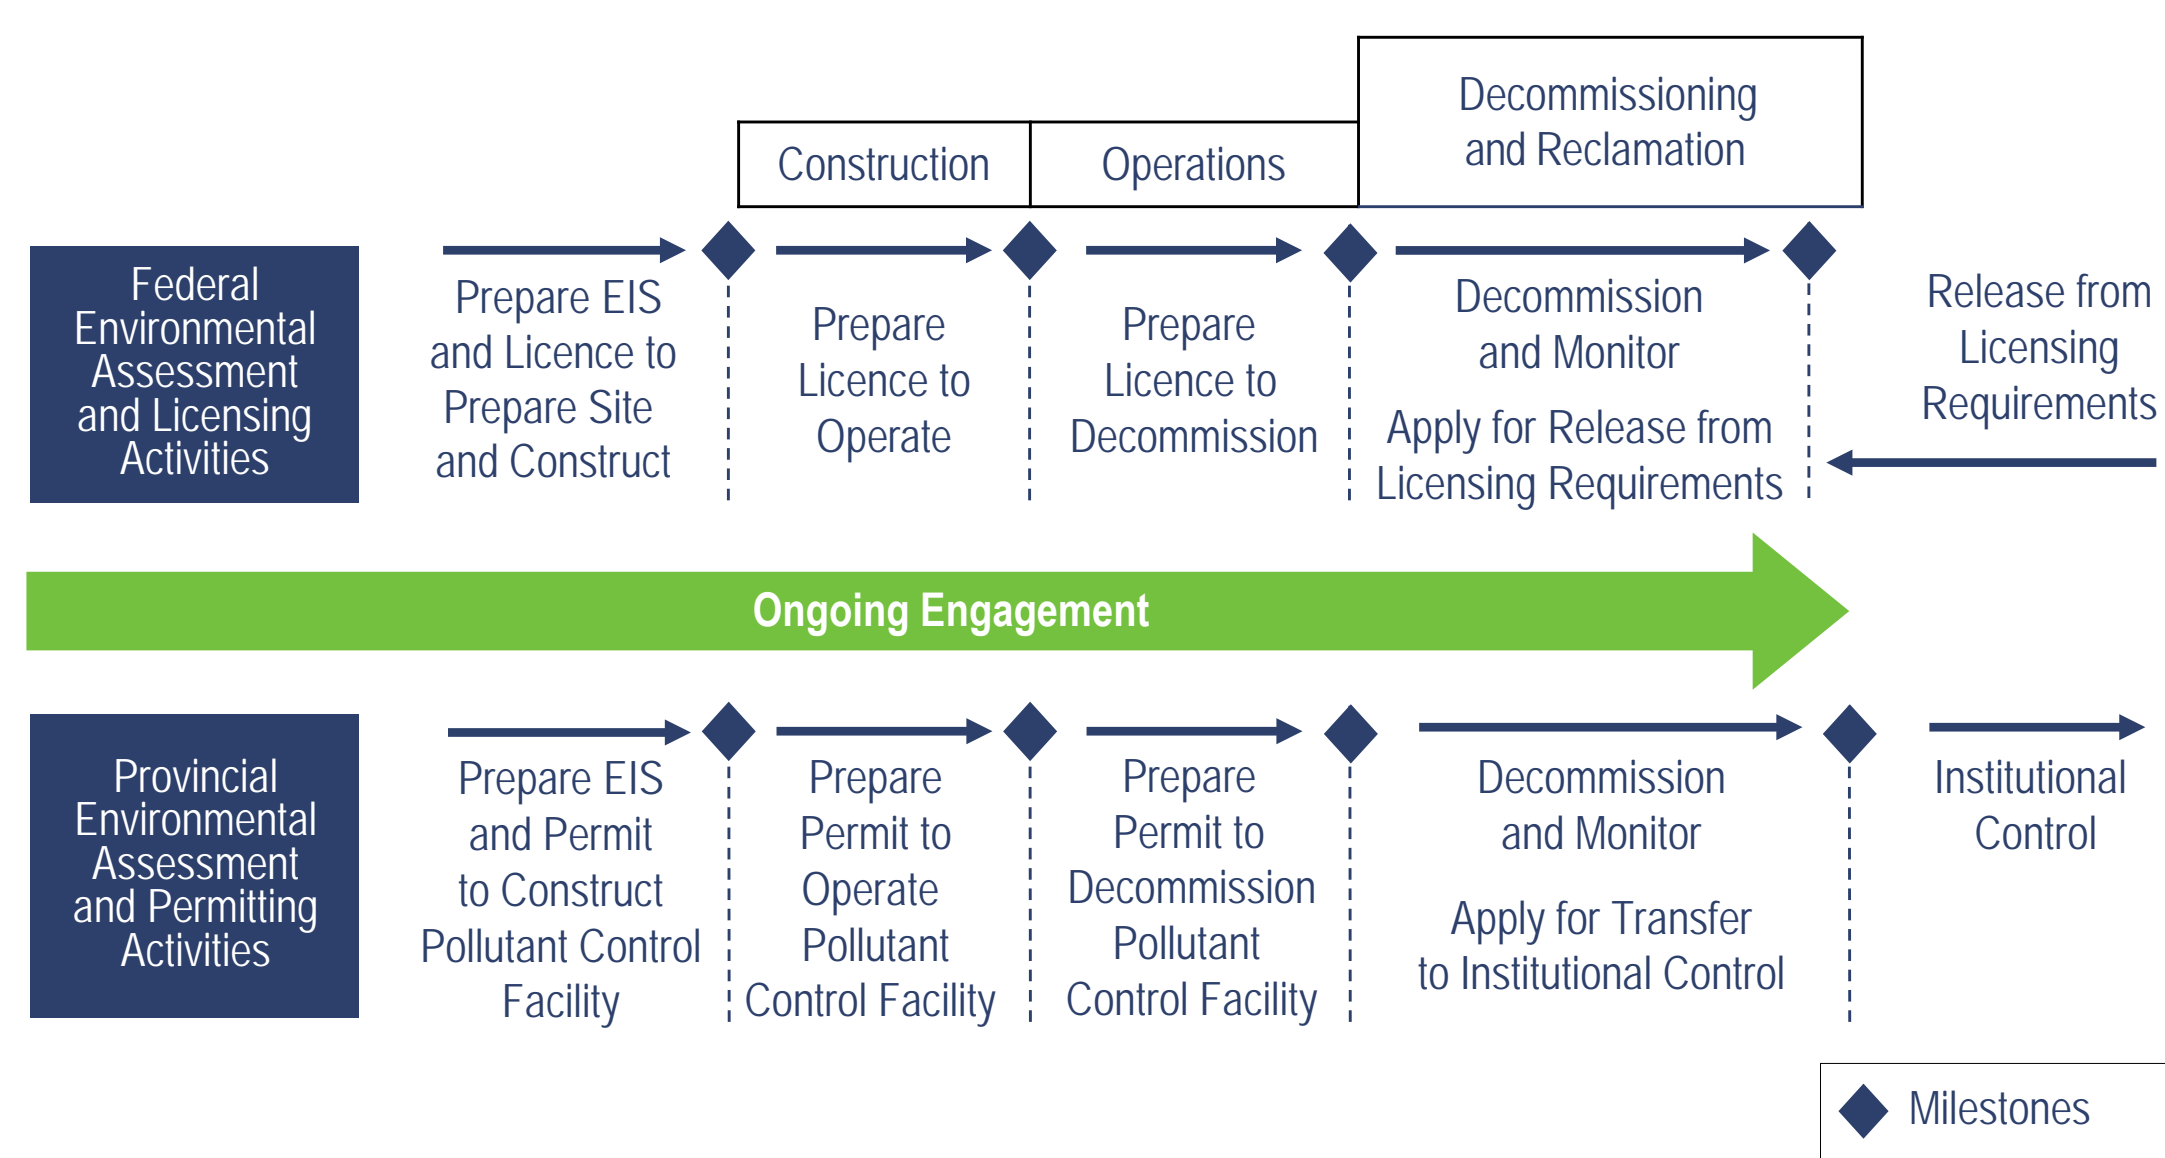 Decommissioning
and Reclamation
Construction
Operations
Federal
Environmental
Assessment
and Licensing
Activities
Prepare EIS
and Licence to
Prepare Site
and Construct
Prepare
Licence to
Operate
Prepare
Licence to
Decommission
Decommission
and Monitor
Apply for Release from
Licensing Requirements
Release from
Licensing
Requirements
Ongoing Engagement
Provincial
Environmental
Assessment
and Permitting
Activities
Prepare EIS
and Permit
to Construct
Pollutant Control
Facility
Prepare
Permit to
Operate
Pollutant
Control Facility
Prepare
Permit to
Decommission
Pollutant
Control Facility
Decommission
and Monitor
Apply for Transfer
to Institutional Control
Institutional
Control
Milestones